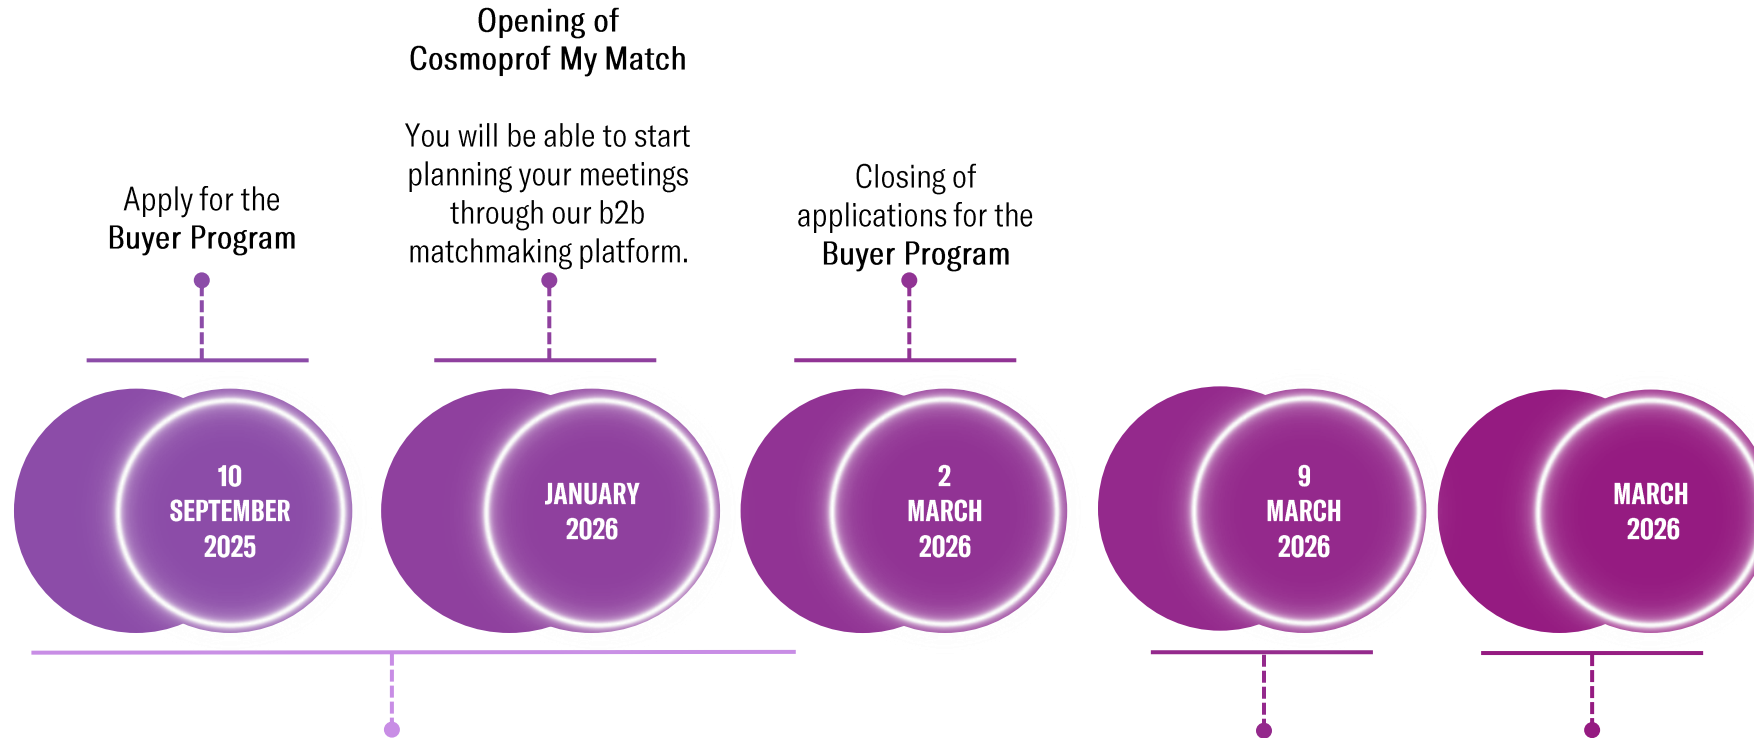 Opening of
Cosmoprof My Match
You will be able to start
planning your meetings
through our b2b
matchmaking platform.
Apply for the
Buyer Program
Closing of
applications for the
Buyer Program
10
SEPTEMBER
2025
JANUARY
2026
2
MARCH
2026
9
MARCH
2026
MARCH
2026